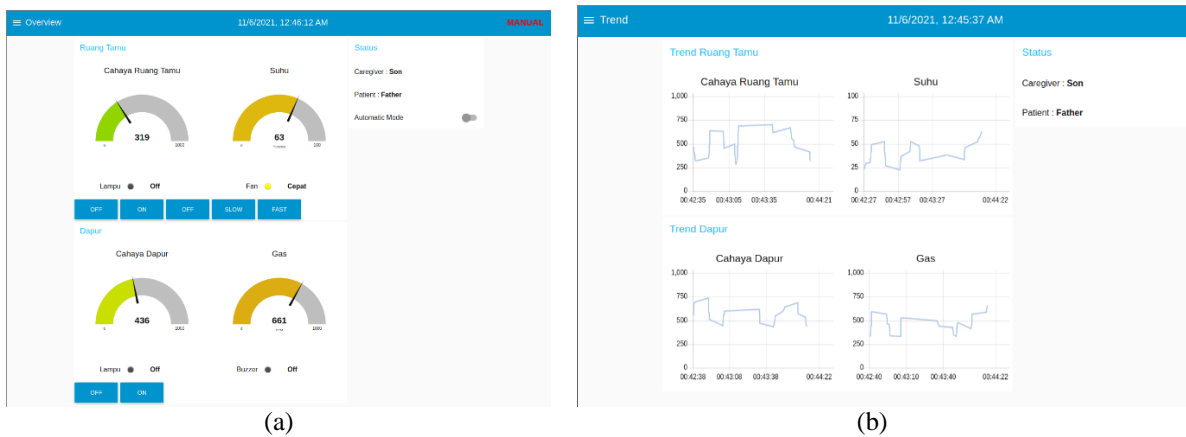 ≡ Overview 11/6/2021, 12:46:12 AM MANUAL
Ruang Tamu
Cahaya Ruang Tamu Suhu
319 63
0 1000 100
Lampu Off Fan Cepat
OFF ON OFF SLOW FAST
Dapur
Cahaya Dapur Gas
436 661
0 1000 1000
Lampu Off Buzzer Off
OFF ON
Status
Caregiver : Son
Patient : Father
Automatic Mode
(a)
≡ Trend 11/6/2021, 12:45:37 AM
Trend Ruang Tamu
Cahaya Ruang Tamu
1,000
750
500
250
0
00:42:35 00:43:05 00:43:35 00:44:21
Suhu
100
75
50
25
0
00:42:27 00:42:57 00:43:27 00:44:22
Trend Dapur
Cahaya Dapur
1,000
750
500
250
0
00:42:38 00:43:08 00:43:38 00:44:22
Gas
1,000
750
500
250
0
00:42:40 00:43:10 00:43:40 00:44:22
Status
Caregiver : Son
Patient : Father
(b)